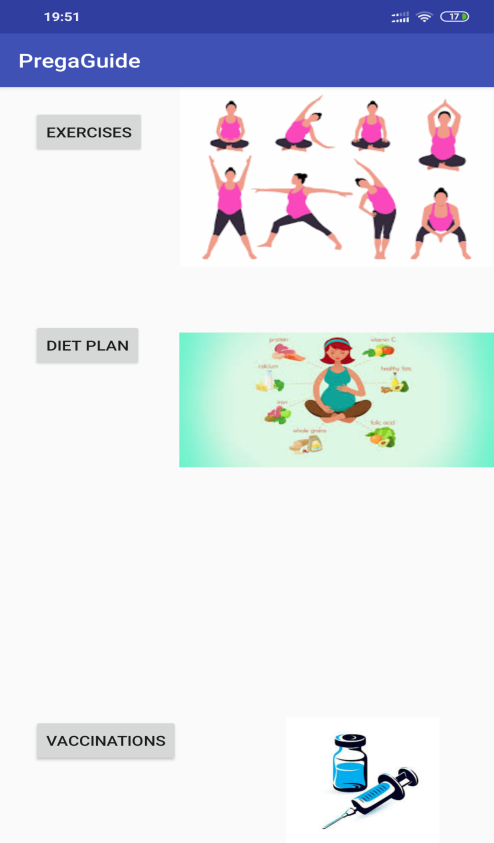 19:51
17
PregaGuide
EXERCISES
DIET PLAN
protein
vitamin C
calcium
healthy fats
iron
folic acid
whole grains
VACCINATIONS